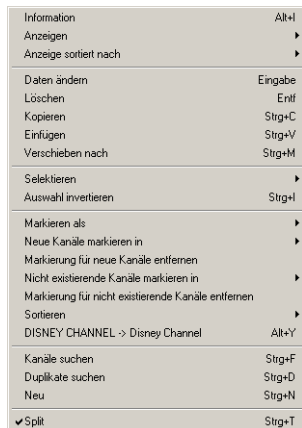 Information Alt+I
Anzeigen
Anzeige sortiert nach
Daten ändern Eingabe
Löschen Entf
Kopieren Strg+C
Einfügen Strg+V
Verschieben nach Strg+M
Selektieren
Auswahl invertieren Strg+I
Markieren als
Neue Kanäle markieren in
Markierung für neue Kanäle entfernen
Nicht existierende Kanäle markieren in
Markierung für nicht existierende Kanäle entfernen
Sortieren
DISNEY CHANNEL -> Disney Channel Alt+Y
Kanäle suchen Strg+F
Duplikate suchen Strg+D
Neu Strg+N
Split Strg+T